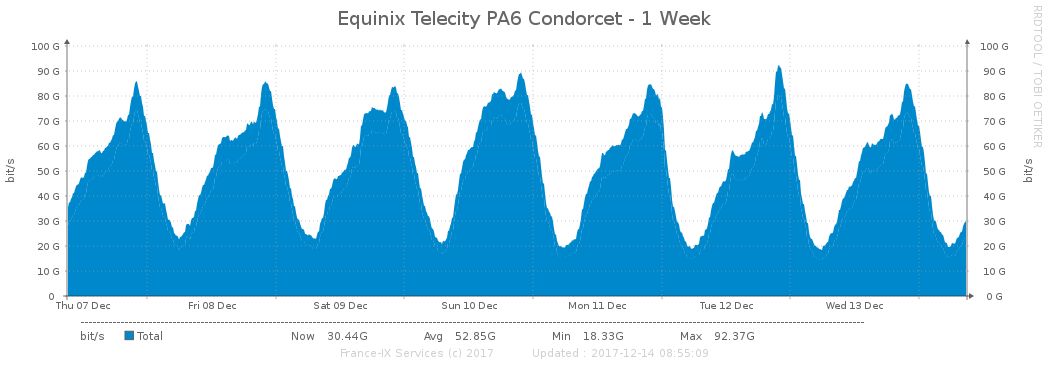 Equinix Telecity PA6 Condorcet - 1 Week
RRDTOOL / TOBI OETIKER
bit/s
100 G
90 G
80 G
70 G
60 G
50 G
40 G
30 G
20 G
10 G
0
100 G
90 G
80 G
70 G
60 G
50 G
40 G
30 G
20 G
10 G
0 G
bit/s
Thu 07 Dec Fri 08 Dec Sat 09 Dec Sun 10 Dec Mon 11 Dec Tue 12 Dec Wed 13 Dec
bit/s Total Now 30.44G Avg 52.85G Min 18.33G Max 92.37G
France-IX Services (c) 2017 Updated : 2017-12-14 08:55:09